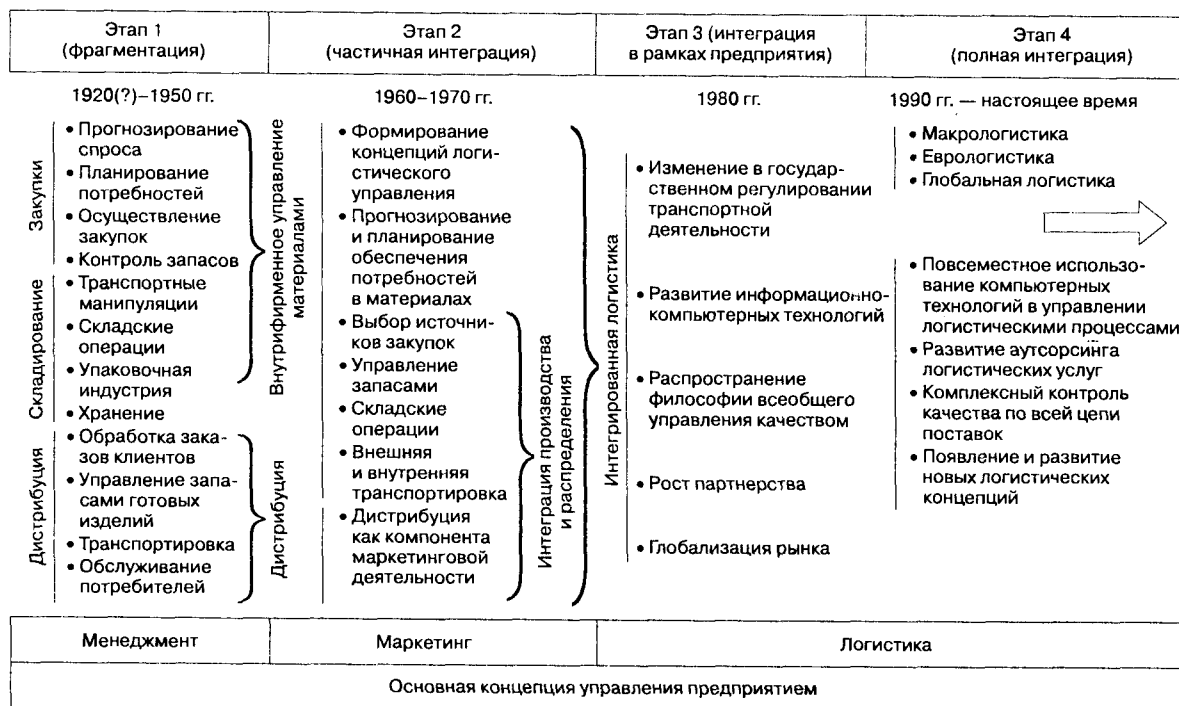 Этап 1
(фрагментация)
Этап 2
(частичная интеграция)
Этап 3 (интеграция
в рамках предприятия)
Этап 4
(полная интеграция)
1920(?)–1950 гг.
1960–1970 гг.
1980 гг.
1990 гг. — настоящее время
Закупки
• Прогнозирование
спроса
• Планирование
потребностей
• Осуществление
закупок
• Контроль запасов
Складирование
• Транспортные
манипуляции
• Складские
операции
• Упаковочная
индустрия
• Хранение
Дистрибуция
• Обработка зака-
зов клиентов
• Управление запа-
сами готовых
изделий
• Транспортировка
• Обслуживание
потребителей
Внутрифирменное управление
материалами
Дистрибуция
• Формирование
концепций логи-
стического
управления
• Прогнозирование
и планирование
обеспечения
потребностей
в материалах
• Выбор источни-
ков закупок
• Управление
запасами
• Складские
операции
• Внешняя
и внутренняя
транспортировка
• Дистрибуция
как компонента
маркетинговой
деятельности
Интеграция производства
и распределения
Интегрированная логистика
• Изменение в государ-
ственном регулировании
транспортной
деятельности
• Развитие информационно-
компьютерных технологий
• Распространение
философии всеобщего
управления качеством
• Рост партнерства
• Глобализация рынка
• Макрологистика
• Еврологистика
• Глобальная логистика
• Повсеместное использо-
вание компьютерных
технологий в управлении
логистическими процессами
• Развитие аутсорсинга
логистических услуг
• Комплексный контроль
качества по всей цепи
поставок
• Появление и развитие
новых логистических
концепций
Менеджмент
Маркетинг
Логистика
Основная концепция управления предприятием